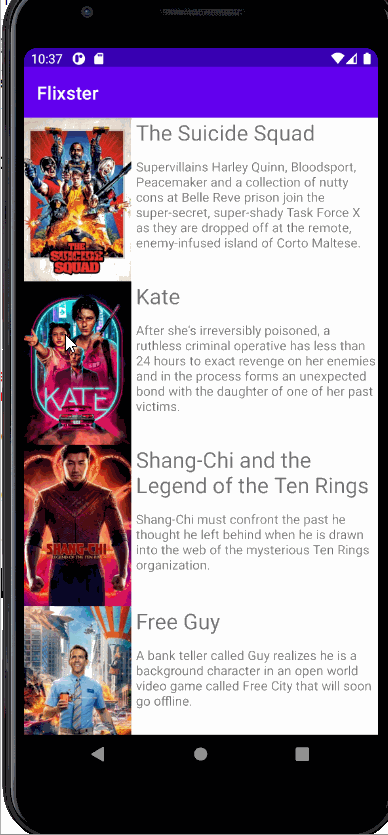 10:37
Flixster
The Suicide Squad
Supervillains Harley Quinn, Bloodsport,
Peacemaker and a collection of nutty
cons at Belle Reve prison join the
super-secret, super-shady Task Force X
as they are dropped off at the remote,
enemy-infused island of Corto Maltese.
THE
SUICIDE
SQUAD
Kate
After she's irreversibly poisoned, a
ruthless criminal operative has less than
24 hours to exact revenge on her enemies
and in the process forms an unexpected
bond with the daughter of one of her past
victims.
KATE
Shang-Chi and the
Legend of the Ten Rings
Shang-Chi must confront the past he
thought he left behind when he is drawn
into the web of the mysterious Ten Rings
organization.
SHANG-CHI
Free Guy
A bank teller called Guy realizes he is a
background character in an open world
video game called Free City that will soon
go offline.